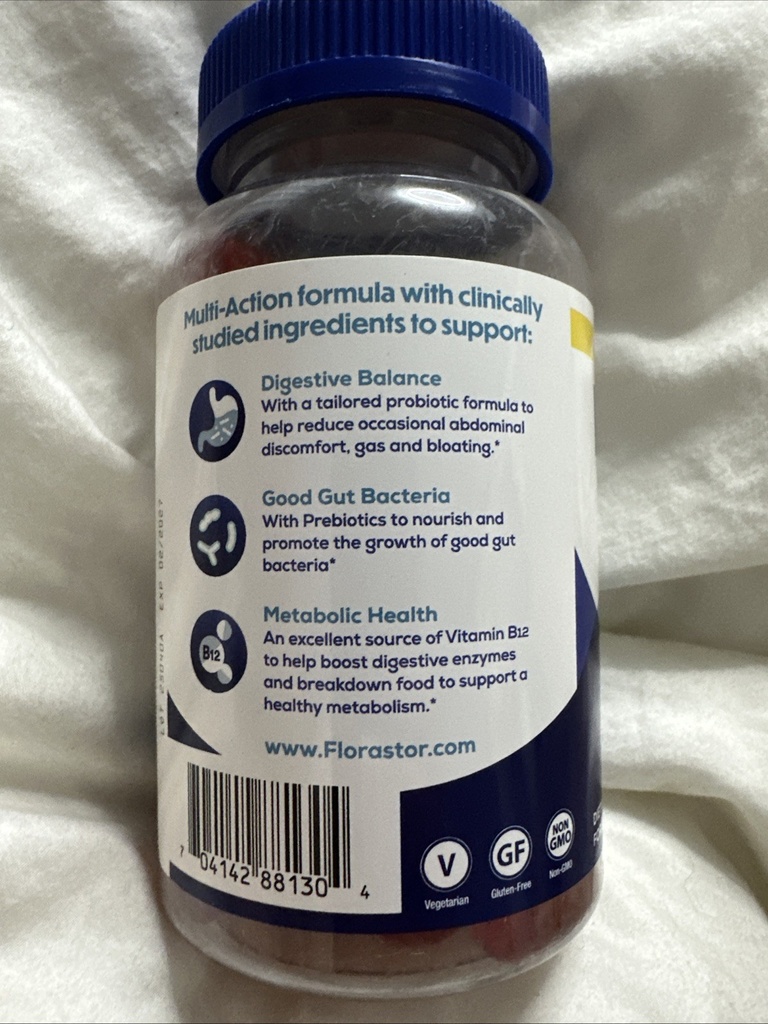 Multi-Action formula with clinically
studied ingredients to support:
Digestive Balance
With a tailored probiotic formula to
help reduce occasional abdominal
discomfort, gas and bloating.*
Good Gut Bacteria
With Prebiotics to nourish and
promote the growth of good gut
bacteria*
B12
Metabolic Health
An excellent source of Vitamin B12
to help boost digestive enzymes
and breakdown food to support a
healthy metabolism.*
www.Florastor.com
7 04142 88130 4
V
Vegetarian
GF
Gluten-Free
NON
GMO
Non-GMO
EXP 02/2027